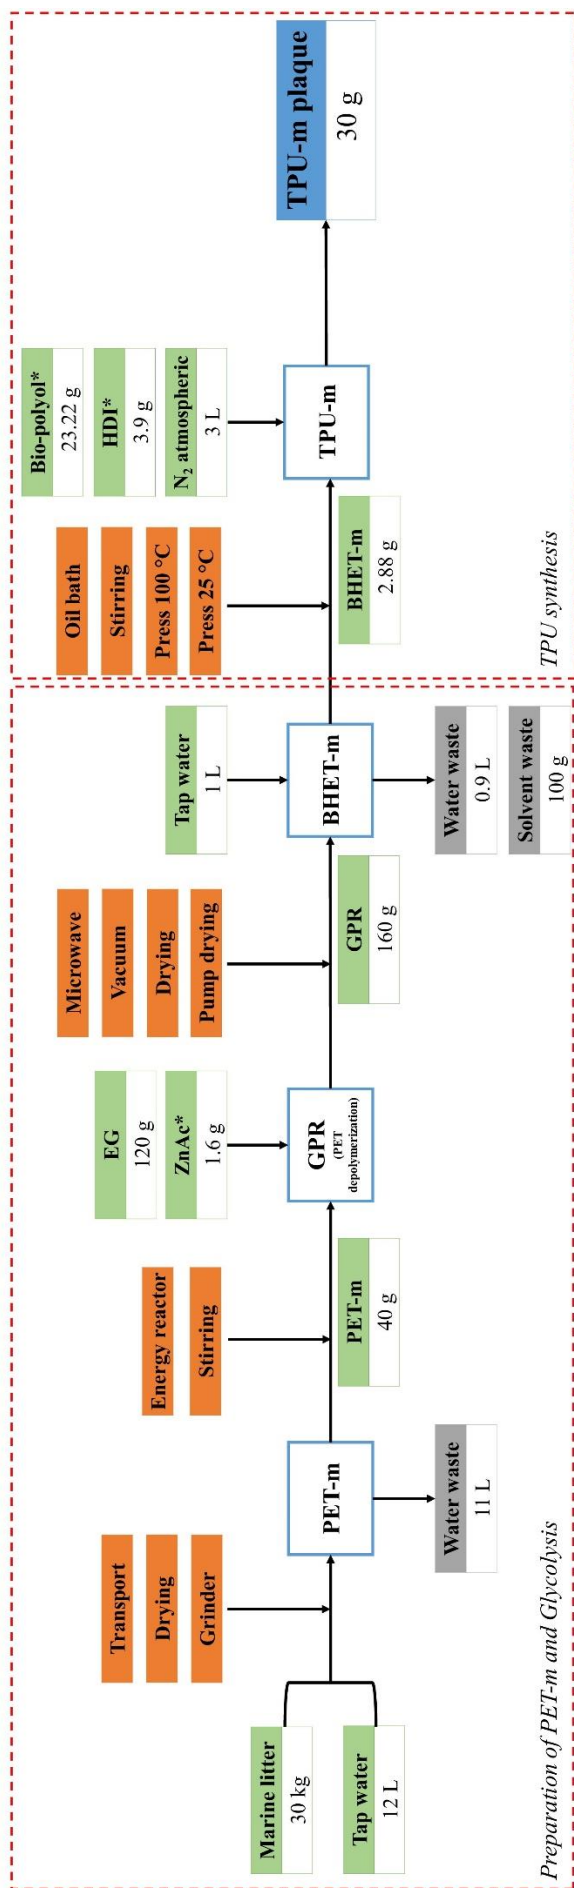 Marine litter
30 kg
Tap water
12 L
Transport
Drying
Grinder
PET-m
Water waste
11 L
Energy reactor
Stirring
PET-m
40 g
EG
120 g
ZnAc*
1.6 g
GPR
(PET
depolymerization)
Microwave
Vacuum
Drying
Pump drying
GPR
160 g
Tap water
1 L
BHET-m
Water waste
0.9 L
Solvent waste
100 g
Preparation of PET-m and Glycolysis
Oil bath
Stirring
Press 100 °C
Press 25 °C
BHET-m
2.88 g
Bio-polyol*
23.22 g
HDI*
3.9 g
N₂ atmospheric
3 L
TPU-m
TPU-m plaque
30 g
TPU synthesis